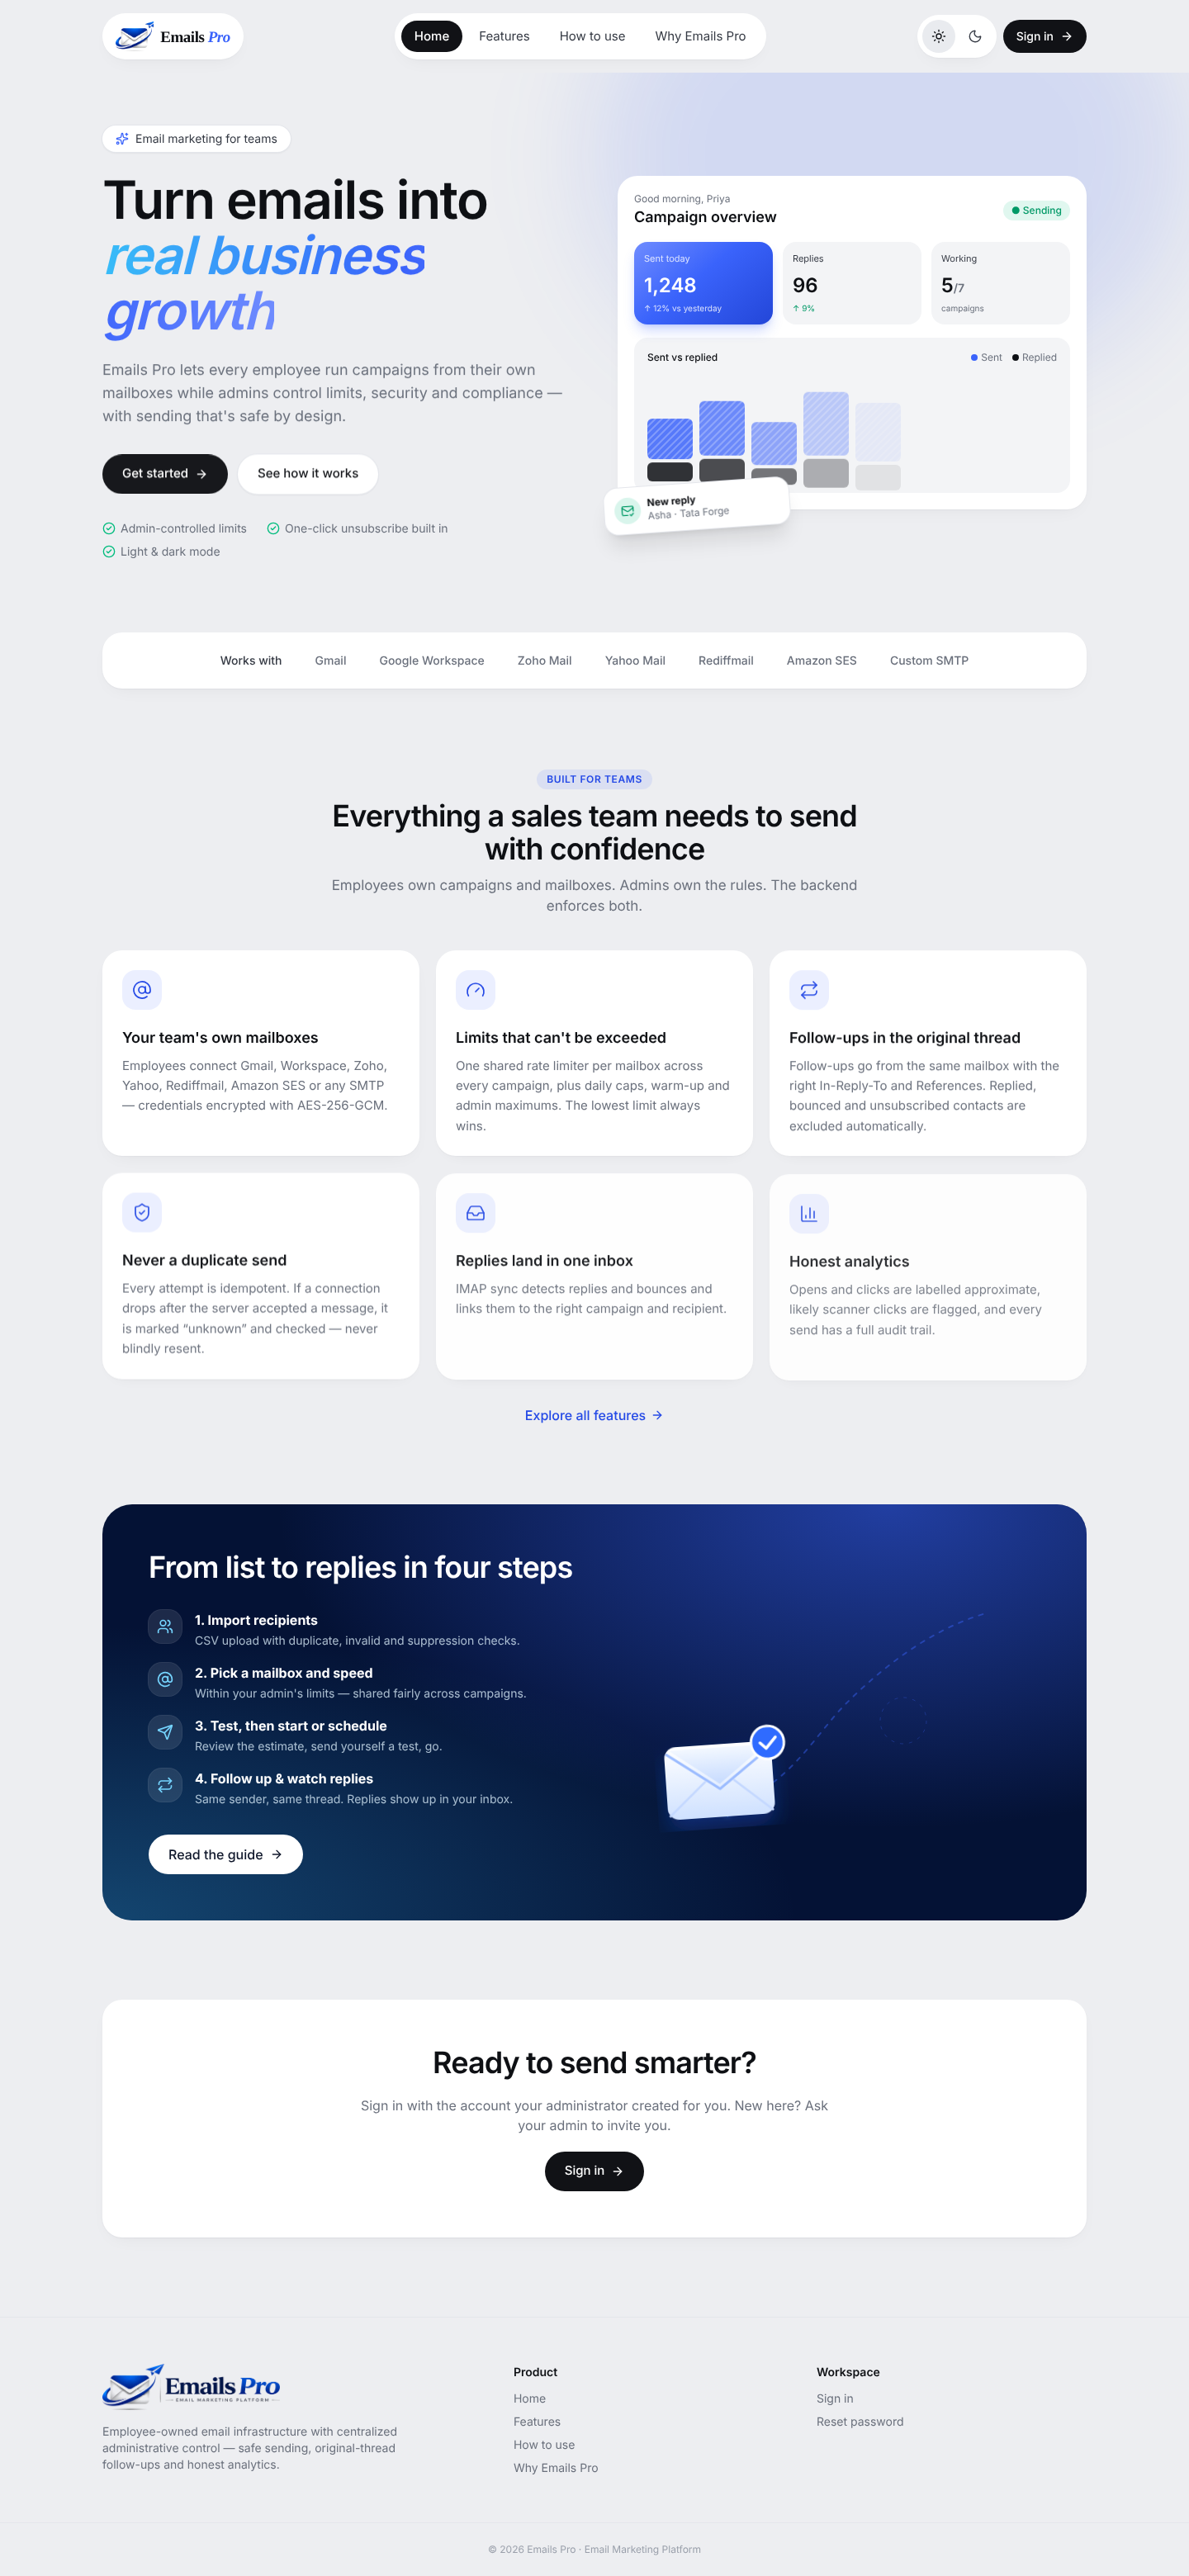 Emails Pro
Home
Features
How to use
Why Emails Pro
Sign in
Email marketing for teams
Turn emails into
real business
growth
Emails Pro lets every employee run campaigns from their own
mailboxes while admins control limits, security and compliance —
with sending that's safe by design.
Get started
See how it works
Admin-controlled limits
One-click unsubscribe built in
Light & dark mode
Good morning, Priya
Campaign overview
Sending
Sent today
1,248
↑ 12% vs yesterday
Replies
96
↑ 9%
Working
5/7
campaigns
Sent vs replied
Sent
Replied
New reply
Asha · Tata Forge
Works with
Gmail
Google Workspace
Zoho Mail
Yahoo Mail
Rediffmail
Amazon SES
Custom SMTP
BUILT FOR TEAMS
Everything a sales team needs to send
with confidence
Employees own campaigns and mailboxes. Admins own the rules. The backend
enforces both.
Your team's own mailboxes
Employees connect Gmail, Workspace, Zoho,
Yahoo, Rediffmail, Amazon SES or any SMTP
— credentials encrypted with AES-256-GCM.
Limits that can't be exceeded
One shared rate limiter per mailbox across
every campaign, plus daily caps, warm-up and
admin maximums. The lowest limit always
wins.
Follow-ups in the original thread
Follow-ups go from the same mailbox with the
right In-Reply-To and References. Replied,
bounced and unsubscribed contacts are
excluded automatically.
Never a duplicate send
Every attempt is idempotent. If a connection
drops after the server accepted a message, it
is marked “unknown” and checked — never
blindly resent.
Replies land in one inbox
IMAP sync detects replies and bounces and
links them to the right campaign and recipient.
Honest analytics
Opens and clicks are labelled approximate,
likely scanner clicks are flagged, and every
send has a full audit trail.
Explore all features
From list to replies in four steps
1. Import recipients
CSV upload with duplicate, invalid and suppression checks.
2. Pick a mailbox and speed
Within your admin's limits — shared fairly across campaigns.
3. Test, then start or schedule
Review the estimate, send yourself a test, go.
4. Follow up & watch replies
Same sender, same thread. Replies show up in your inbox.
Read the guide
Ready to send smarter?
Sign in with the account your administrator created for you. New here? Ask
your admin to invite you.
Sign in
Emails Pro
EMAIL MARKETING PLATFORM
Employee-owned email infrastructure with centralized
administrative control — safe sending, original-thread
follow-ups and honest analytics.
Product
Home
Features
How to use
Why Emails Pro
Workspace
Sign in
Reset password
© 2026 Emails Pro · Email Marketing Platform